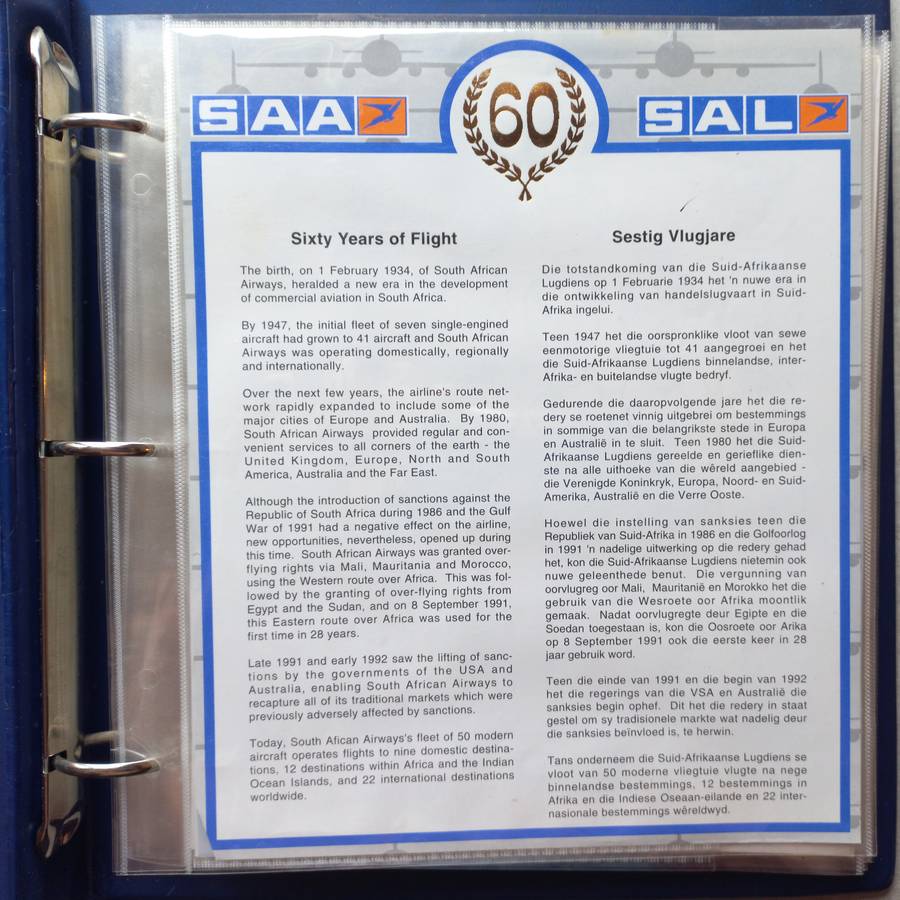 SAA
60
SAL
Sixty Years of Flight
The birth, on 1 February 1934, of South African
Airways, heralded a new era in the development
of commercial aviation in South Africa.
By 1947, the initial fleet of seven single-engined
aircraft had grown to 41 aircraft and South African
Airways was operating domestically, regionally
and internationally.
Over the next few years, the airline's route net-
work rapidly expanded to include some of the
major cities of Europe and Australia. By 1980,
South African Airways provided regular and con-
venient services to all corners of the earth - the
United Kingdom, Europe, North and South
America, Australia and the Far East.
Although the introduction of sanctions against the
Republic of South Africa during 1986 and the Gulf
War of 1991 had a negative effect on the airline,
new opportunities, nevertheless, opened up during
this time. South African Airways was granted over-
flying rights via Mali, Mauritania and Morocco,
using the Western route over Africa. This was fol-
lowed by the granting of over-flying rights from
Egypt and the Sudan, and on 8 September 1991,
this Eastern route over Africa was used for the
first time in 28 years.
Late 1991 and early 1992 saw the lifting of sanc-
tions by the governments of the USA and
Australia, enabling South African Airways to
recapture all of its traditional markets which were
previously adversely affected by sanctions.
Today, South Afican Airways's fleet of 50 modern
aircraft operates flights to nine domestic destina-
tions, 12 destinations within Africa and the Indian
Ocean Islands, and 22 international destinations
worldwide.
Sestig Vlugjare
Die totstandkoming van die Suid-Afrikaanse
Lugdiens op 1 Februarie 1934 het 'n nuwe era in
die ontwikkeling van handelslugvaart in Suid-
Afrika ingelui.
Teen 1947 het die oorspronklike vloot van sewe
eenmotorige vliegtuie tot 41 aangegroei en het
die Suid-Afrikaanse Lugdiens binnelandse, inter-
Afrika- en buitelandse vlugte bedryf.
Gedurende die daaropvolgende jare het die re-
dery se roetenet vinnig uitgebrei om bestemmings
in sommige van die belangrikste stede in Europa
en Australië in te sluit. Teen 1980 het die Suid-
Afrikaanse Lugdiens gereelde en gerieflike dien-
ste na alle uithoeke van die wêreld aangebied -
die Verenigde Koninkryk, Europa, Noord- en Suid-
Amerika, Australië en die Verre Ooste.
Hoewel die instelling van sanksies teen die
Republiek van Suid-Afrika in 1986 en die Golfoorlog
in 1991 'n nadelige uitwerking op die redery gehad
het, kon die Suid-Afrikaanse Lugdiens nietemin ook
nuwe geleenthede benut. Die vergunning van
oorvlugreg oor Mali, Mauritanië en Morokko het die
gebruik van die Wesroete oor Afrika moontlik
gemaak. Nadat oorvlugregte deur Egipte en die
Soedan toegestaan is, kon die Oosroete oor Arika
op 8 September 1991 ook die eerste keer in 28
jaar gebruik word.
Teen die einde van 1991 en die begin van 1992
het die regerings van die VSA en Australië die
sanksies begin ophef. Dit het die redery in staat
gestel om sy tradisionele markte wat nadelig deur
die sanksies beïnvloed is, te herwin.
Tans onderneem die Suid-Afrikaanse Lugdiens se
vloot van 50 moderne vliegtuie vlugte na nege
binnelandse bestemmings, 12 bestemmings in
Afrika en die Indiese Oseaan-eilande en 22 inter-
nasionale bestemmings wêreldwyd.